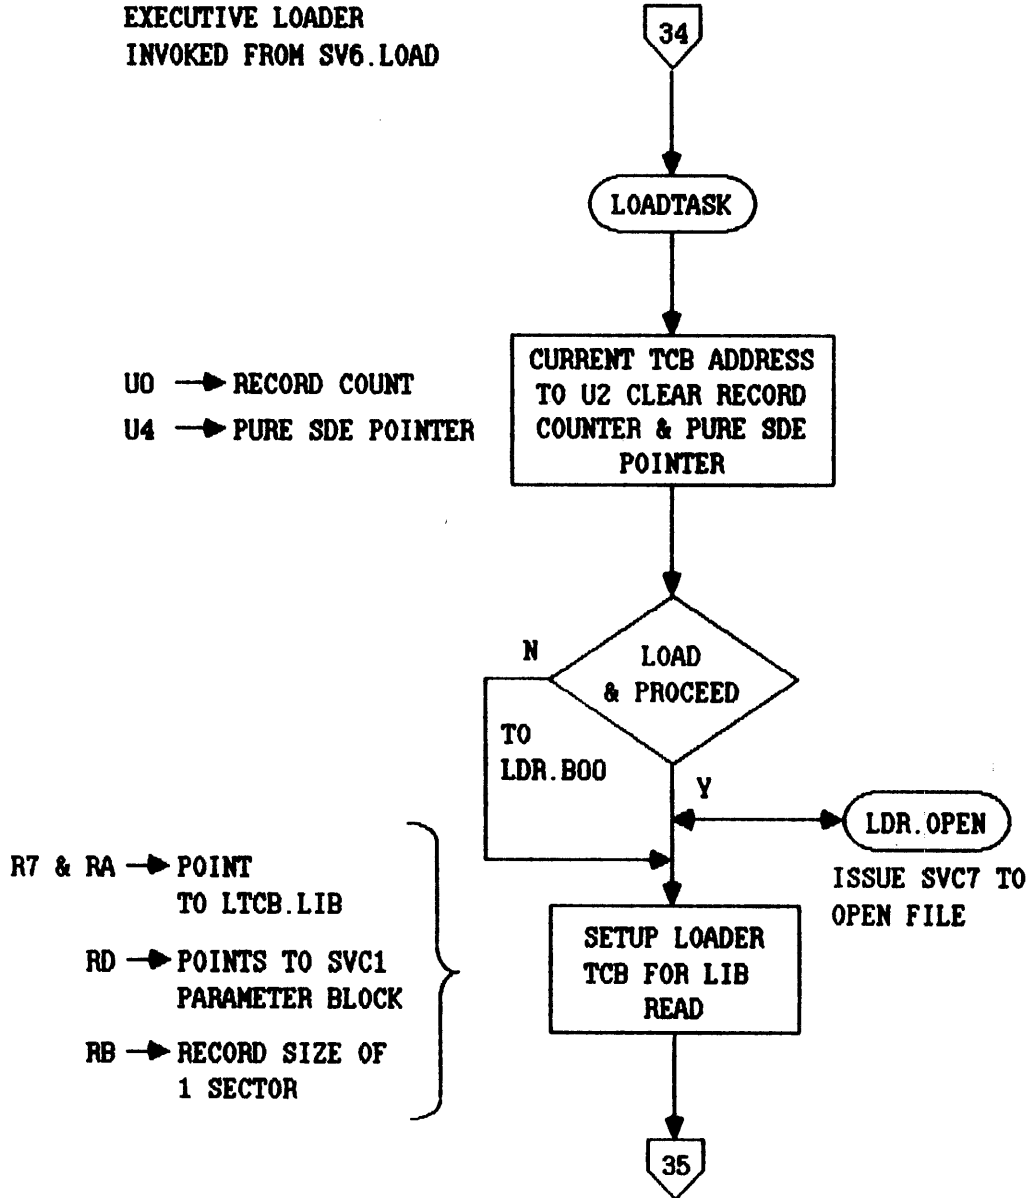 EXECUTIVE LOADER
INVOKED FROM SV6.LOAD
34
LOADTASK
CURRENT TCB ADDRESS
TO U2 CLEAR RECORD
COUNTER & PURE SDE
POINTER
U0 → RECORD COUNT
U4 → PURE SDE POINTER
LOAD
& PROCEED
N
TO
LDR.B00
Y
LDR.OPEN
ISSUE SVC7 TO
OPEN FILE
R7 & RA → POINT
TO LTCB.LIB
RD → POINTS TO SVC1
PARAMETER BLOCK
RB → RECORD SIZE OF
1 SECTOR
SETUP LOADER
TCB FOR LIB
READ
35